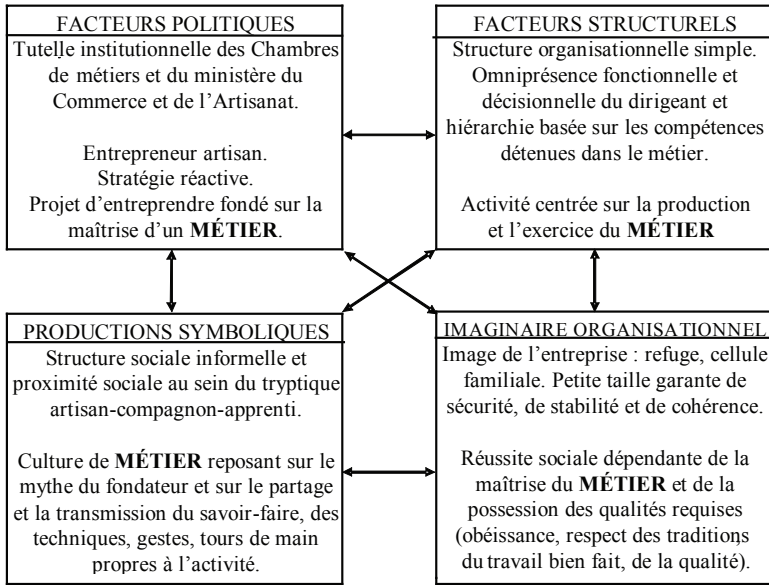 FACTEURS POLITIQUES
Tutelle institutionnelle des Chambres
de métiers et du ministère du
Commerce et de l’Artisanat.
Entrepreneur artisan.
Stratégie réactive.
Projet d’entreprendre fondé sur la
maîtrise d’un MÉTIER.
FACTEURS STRUCTURELS
Structure organisationnelle simple.
Omniprésence fonctionnelle et
décisionnelle du dirigeant et
hiérarchie basée sur les compétences
détenues dans le métier.
Activité centrée sur la production
et l’exercice du MÉTIER
PRODUCTIONS SYMBOLIQUES
Structure sociale informelle et
proximité sociale au sein du tryptique
artisan-compagnon-apprenti.
Culture de MÉTIER reposant sur le
mythe du fondateur et sur le partage
et la transmission du savoir-faire, des
techniques, gestes, tours de main
propres à l’activité.
IMAGINAIRE ORGANISATIONNEL
Image de l’entreprise : refuge, cellule
familiale. Petite taille garante de
sécurité, de stabilité et de cohérence.
Réussite sociale dépendante de la
maîtrise du MÉTIER et de la
possession des qualités requises
(obéissance, respect des traditions
du travail bien fait, de la qualité).